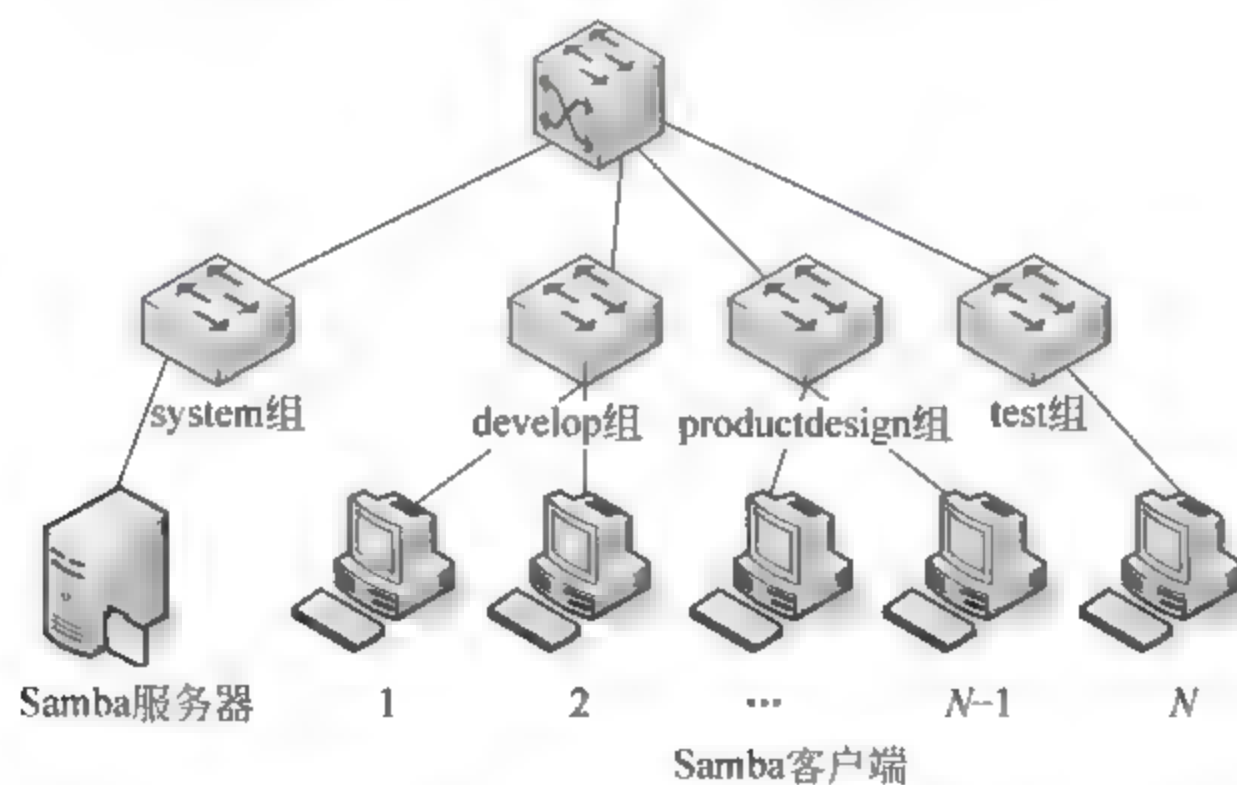 system组 develop组 productdesign组 test组
Samba服务器 1 2 … N–1 N
Samba客户端